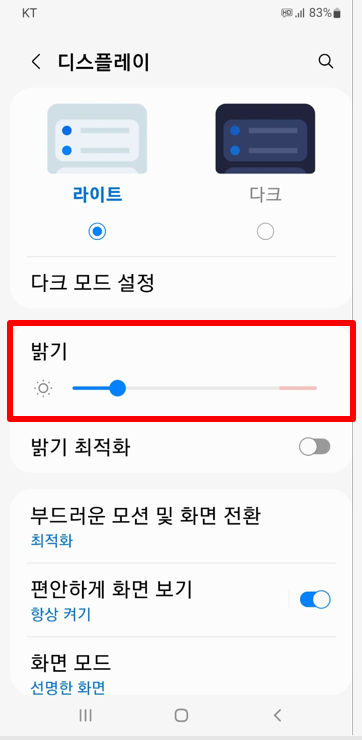 KT
HD 83%
디스플레이
라이트
다크
다크 모드 설정
밝기
밝기 최적화
부드러운 모션 및 화면 전환
최적화
편안하게 화면 보기
항상 켜기
화면 모드
선명한 화면